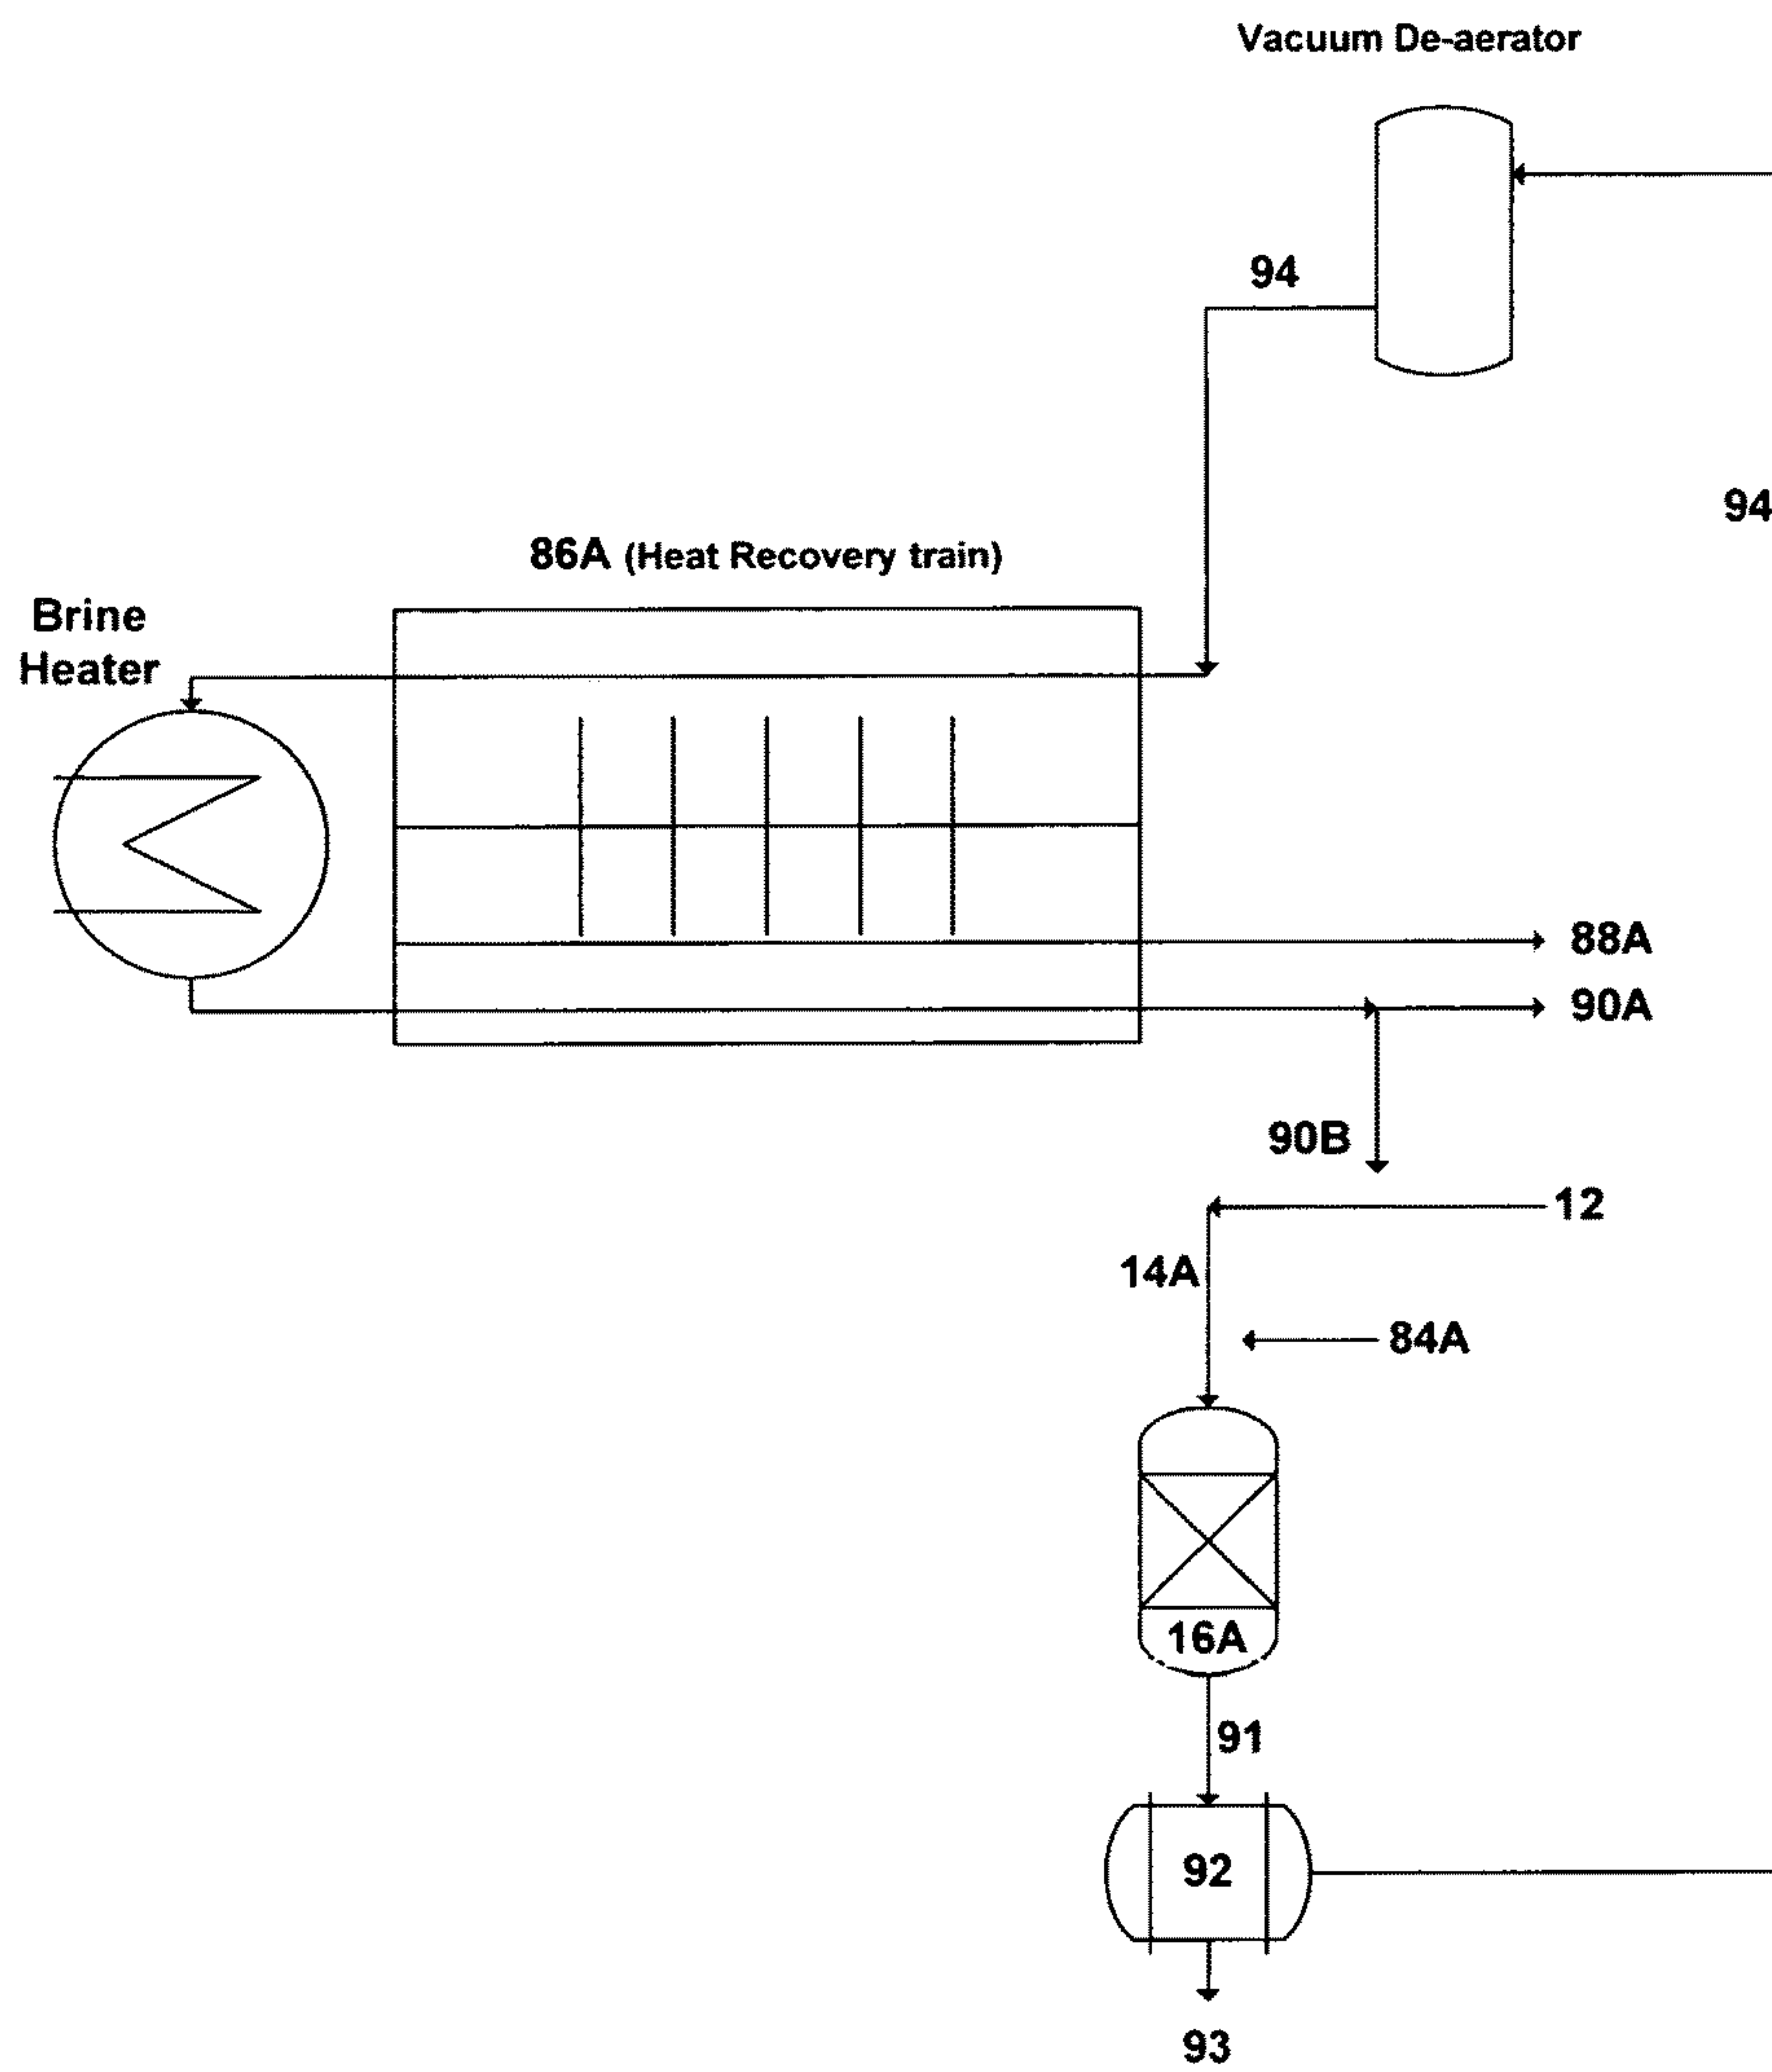 Vacuum De-aerator
94
94
86A (Heat Recovery train)
Brine
Heater
88A
90A
90B
12
14A
84A
16A
91
92
93